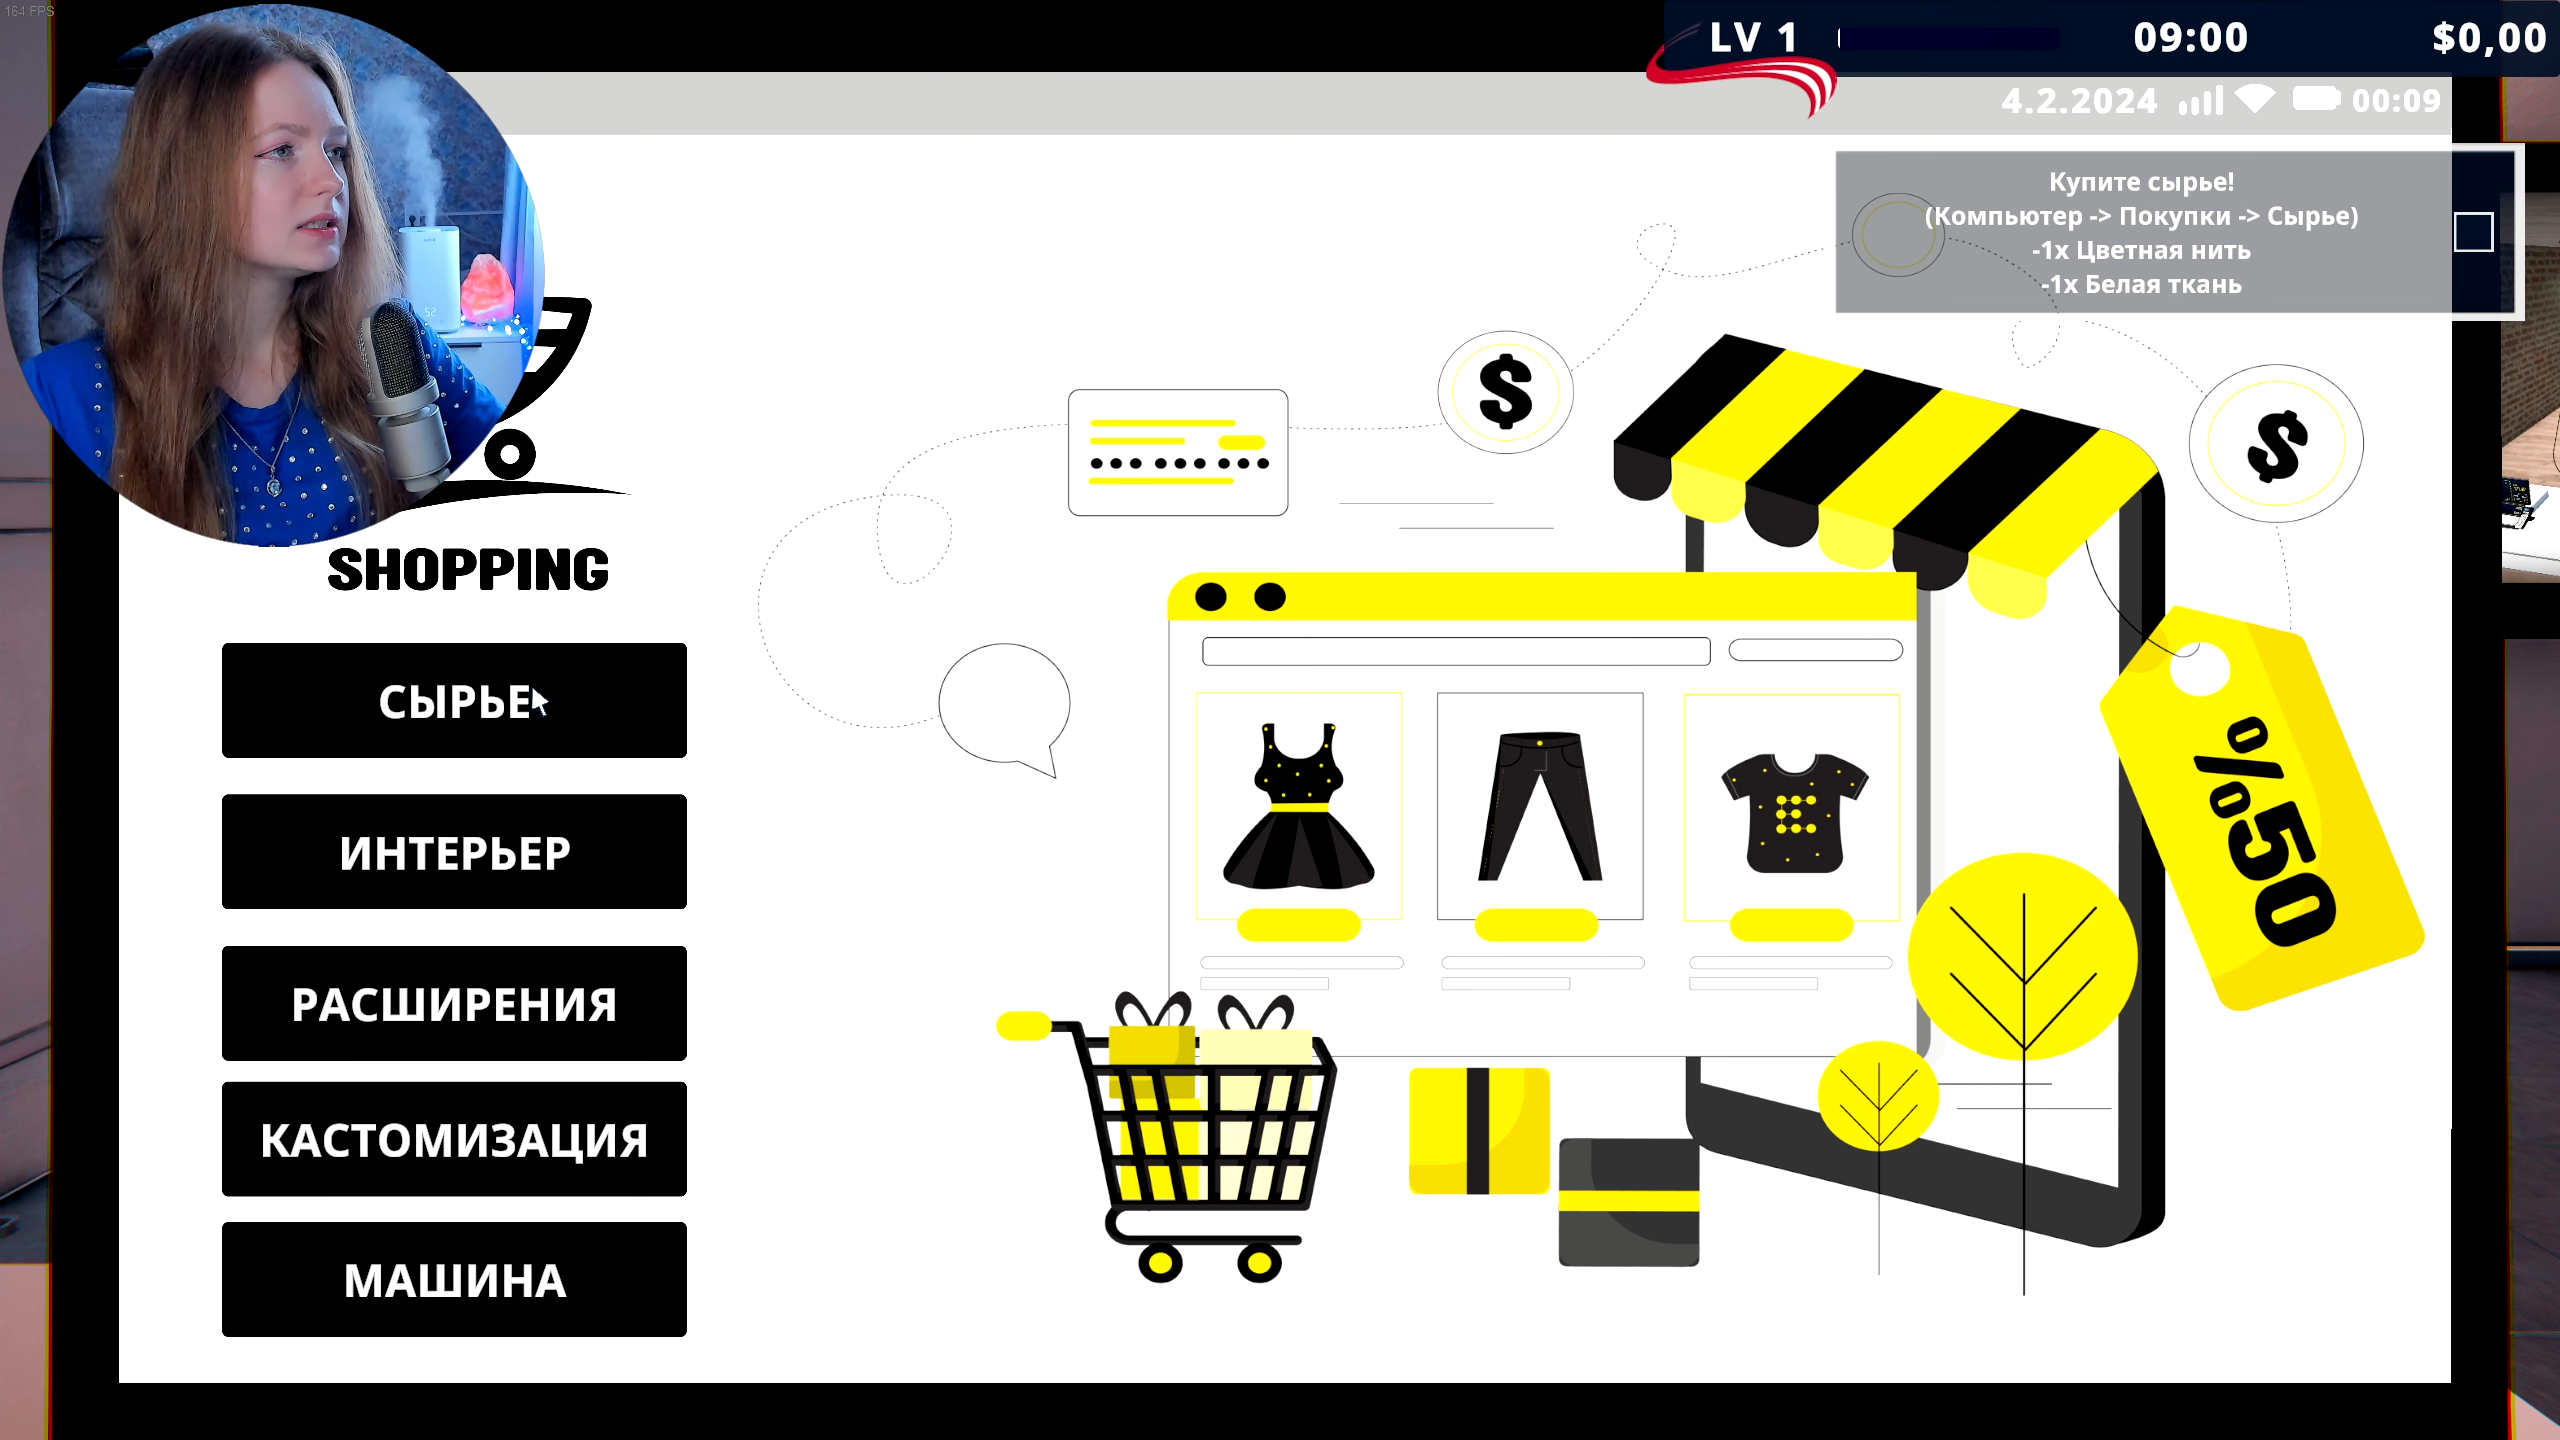 164 FPS
LV 1
09:00
$0,00
4.2.2024
00:09
Купите сырье!
(Компьютер -> Покупки -> Сырье)
-1x Цветная нить
-1x Белая ткань
$
$
SHOPPING
СЫРЬЕ
ИНТЕРЬЕР
РАСШИРЕНИЯ
КАСТОМИЗАЦИЯ
МАШИНА
%50